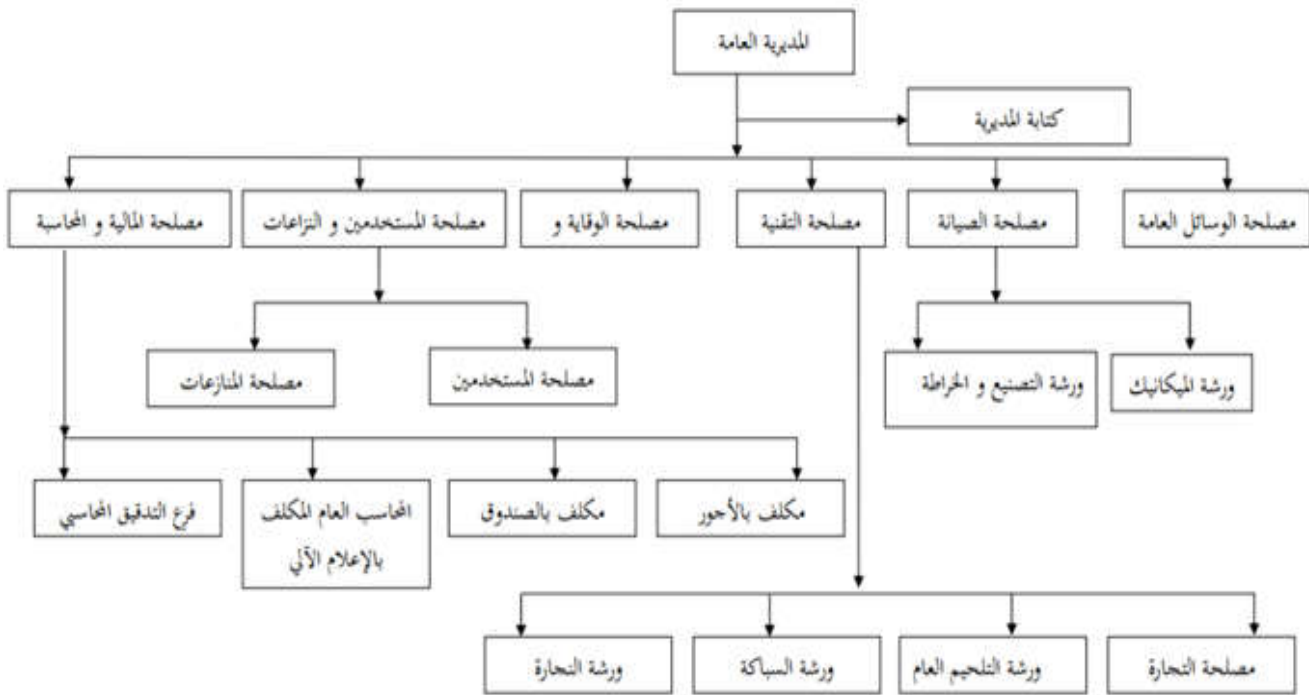 المديرية العامة
كتابة المديرية
مصلحة الوسائل العامة
مصلحة الصيانة
مصلحة التقنية
مصلحة الوقاية و
مصلحة المستخدمين و النزاعات
مصلحة المالية و المحاسبة
ورشة الميكانيك
ورشة التصنيع و الخراطة
مصلحة المستخدمين
مصلحة المنازعات
مكلف بالأجور
مكلف بالصندوق
المحاسب العام المكلف
بالإعلام الآلي
فرع التدقيق المحاسبي
مصلحة التجارة
ورشة التلحيم العام
ورشة السباكة
ورشة النجارة